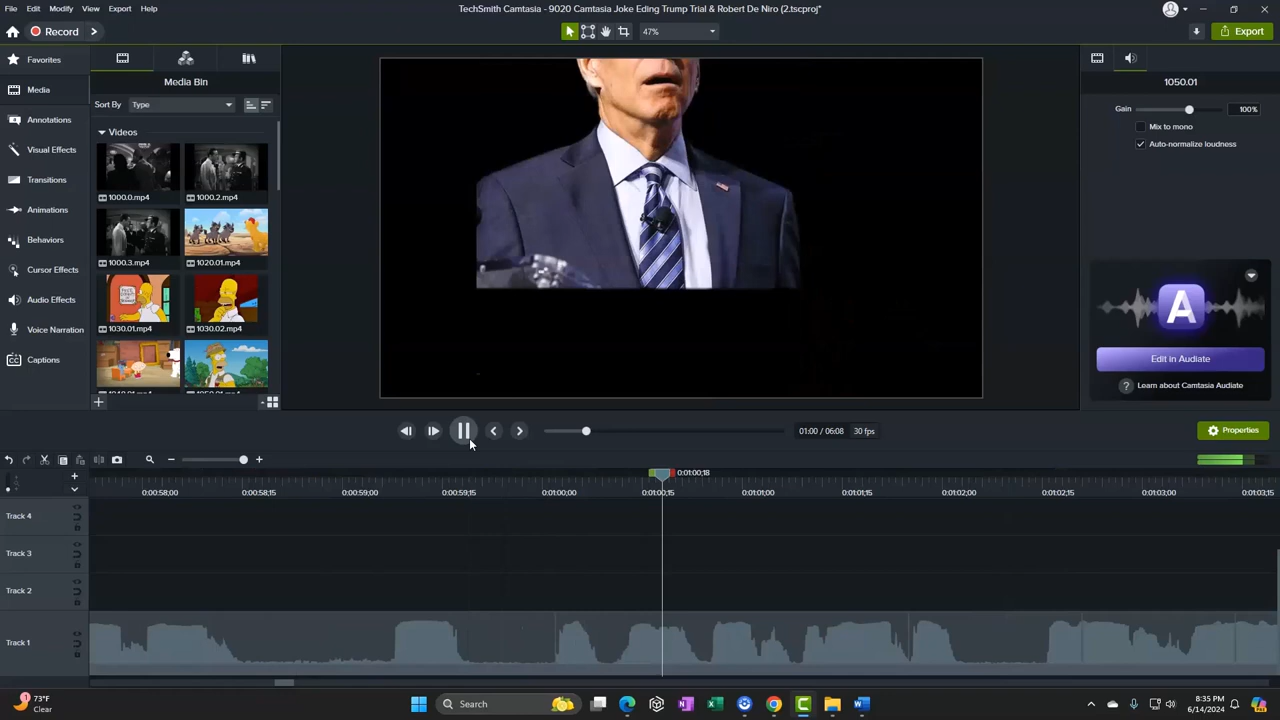 File Edit Modify View Export Help TechSmith Camtasia - 9020 Camtasia Joke Eding Trump Trial & Robert De Niro (2.tscproj*
Record 47% Export
Favorites
Media
Annotations
Visual Effects
Transitions
Animations
Behaviors
Cursor Effects
Audio Effects
Voice Narration
Captions
Media Bin
Sort By Type
Videos
1000.0.mp4 1000.2.mp4
1000.3.mp4 1020.01.mp4
1030.01.mp4 1030.02.mp4
1050.01
Gain 100%
Mix to mono
Auto-normalize loudness
A
Edit in Audiate
? Learn about Camtasia Audiate
01:00 / 06:08 30 fps
Properties
0:01:00;18
0:00:58;00 0:00:58;15 0:00:59;00 0:00:59;15 0:01:00;00 0:01:00;15 0:01:01;00 0:01:01;15 0:01:02;00 0:01:02;15 0:01:03;00 0:01:03;15
Track 4
Track 3
Track 2
Track 1
1 73°F
Clear
Search
8:35 PM
6/14/2024